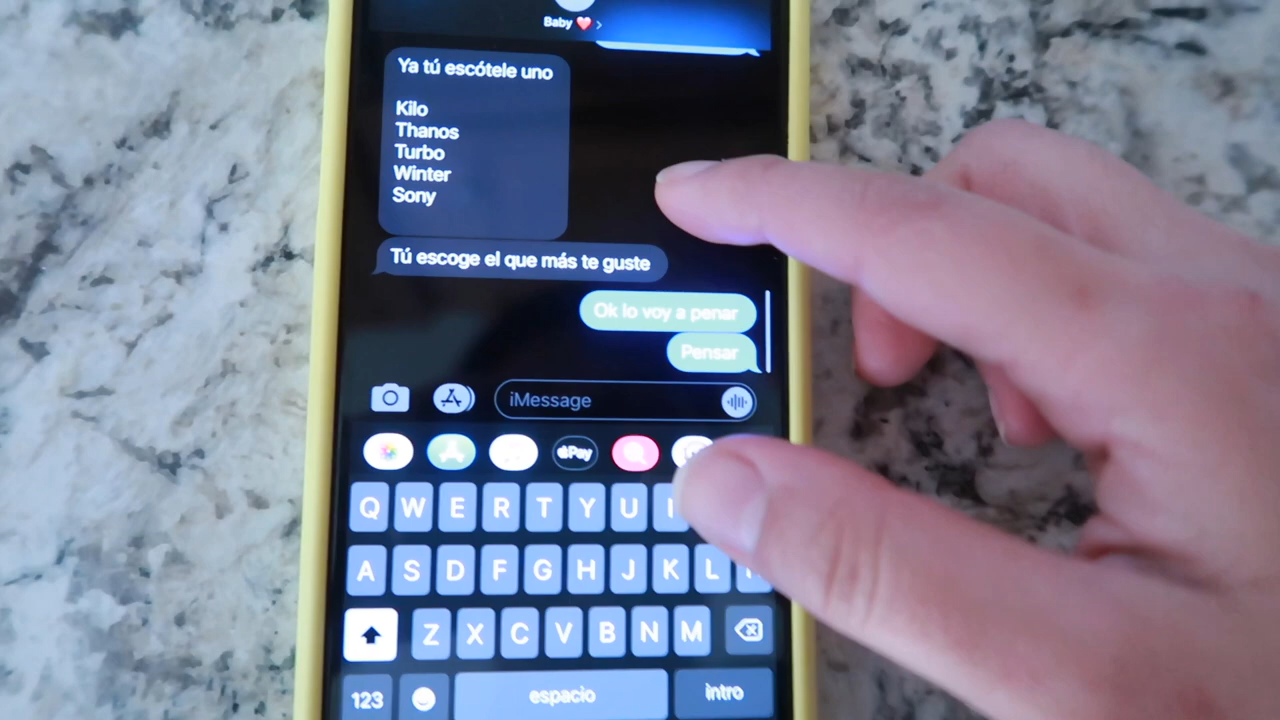 Baby ❤️ >
Ya tú escótele uno
Kilo
Thanos
Turbo
Winter
Sony
Tú escoge el que más te guste
Ok lo voy a penar
Pensar
iMessage
Pay
Q W E R T Y U I
A S D F G H J K L
Z X C V B N M
123 espacio intro